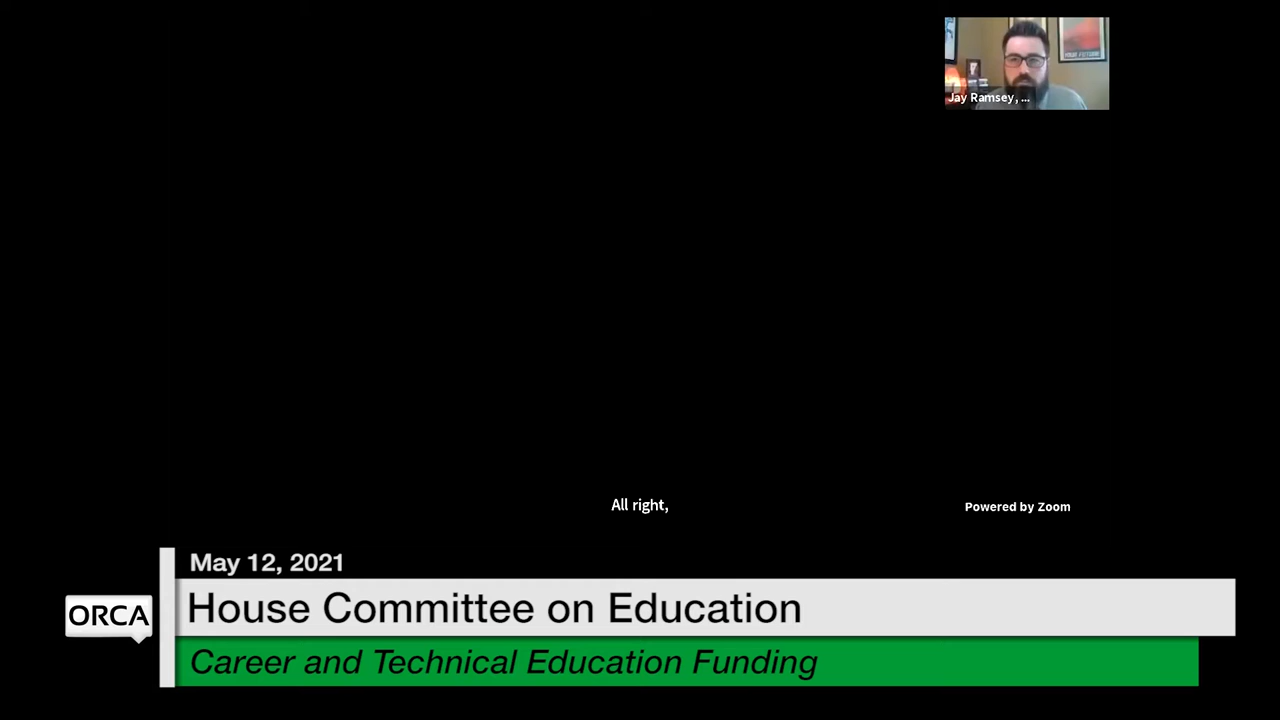 Jay Ramsey, ...
All right,
Powered by Zoom
May 12, 2021
House Committee on Education
ORCA
Career and Technical Education Funding